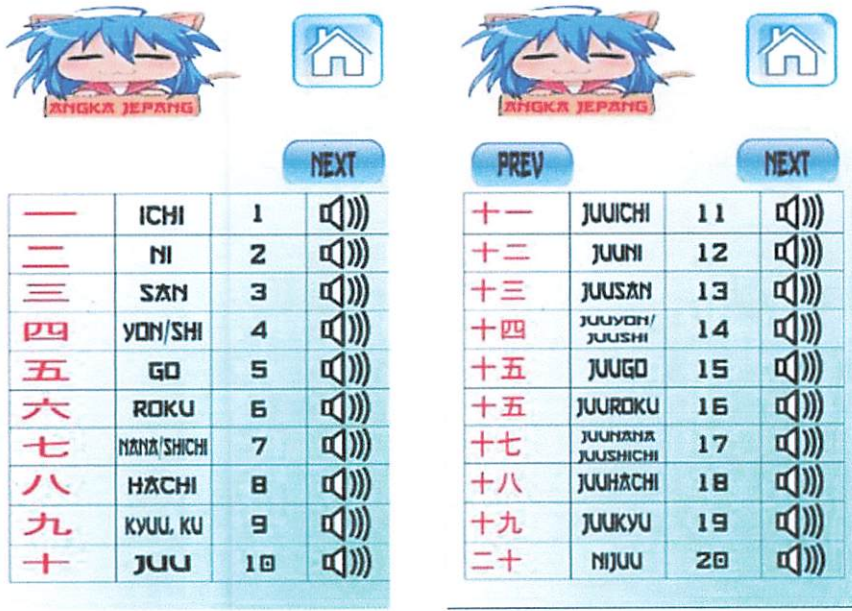 ANGKA JEPANG
NEXT
一 ICHI 1
二 NI 2
三 SAN 3
四 YON/SHI 4
五 GO 5
六 ROKU 6
七 NANA/SHICHI 7
八 HACHI 8
九 KYUU, KU 9
十 JUU 10
ANGKA JEPANG
PREV NEXT
十一 JUUICHI 11
十二 JUUNI 12
十三 JUUSAN 13
十四 JUUYON/
JUUSHI 14
十五 JUUGO 15
十五 JUUROKU 16
十七 JUUNANA
JUUSHICHI 17
十八 JUUHACHI 18
十九 JUUKYU 19
二十 NIJUU 20